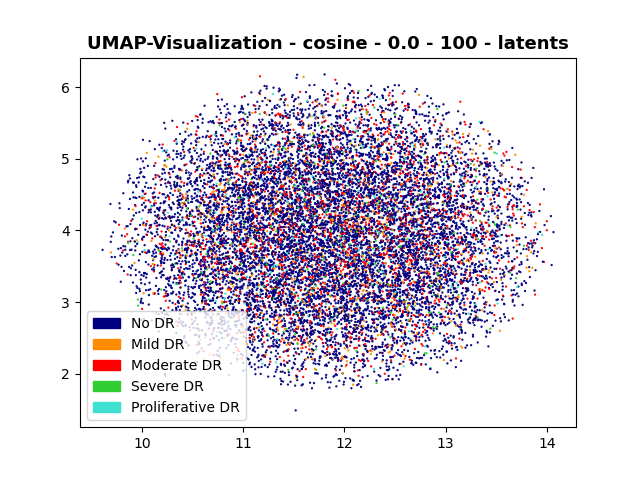 UMAP-Visualization - cosine - 0.0 - 100 - latents
6
5
4
3
2
No DR
Mild DR
Moderate DR
Severe DR
Proliferative DR
10 11 12 13 14